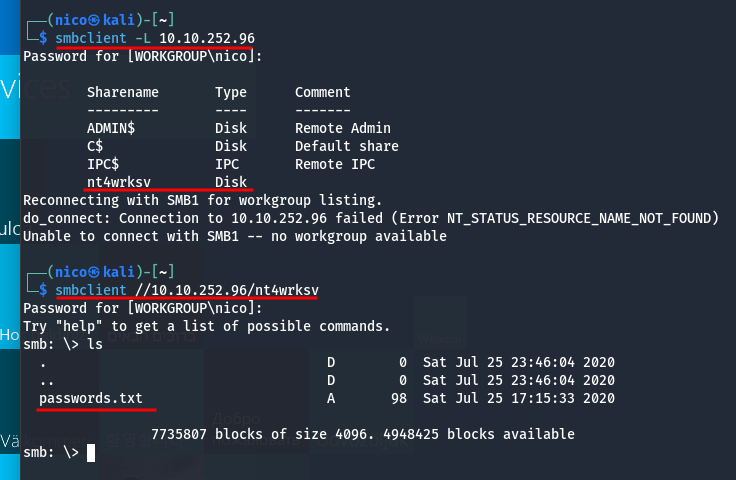 ┌──(nico㉿kali)-[~]
└─$ smbclient -L 10.10.252.96
Password for [WORKGROUP\nico]:
Sharename       Type      Comment
---------       ----      -------
ADMIN$          Disk      Remote Admin
C$              Disk      Default share
IPC$            IPC       Remote IPC
nt4wrksv        Disk
Reconnecting with SMB1 for workgroup listing.
do_connect: Connection to 10.10.252.96 failed (Error NT_STATUS_RESOURCE_NAME_NOT_FOUND)
Unable to connect with SMB1 -- no workgroup available
┌──(nico㉿kali)-[~]
└─$ smbclient //10.10.252.96/nt4wrksv
Password for [WORKGROUP\nico]:
Try "help" to get a list of possible commands.
smb: \> ls
.                                   D        0  Sat Jul 25 23:46:04 2020
..                                  D        0  Sat Jul 25 23:46:04 2020
passwords.txt                       A       98  Sat Jul 25 17:15:33 2020
7735807 blocks of size 4096. 4948425 blocks available
smb: \>